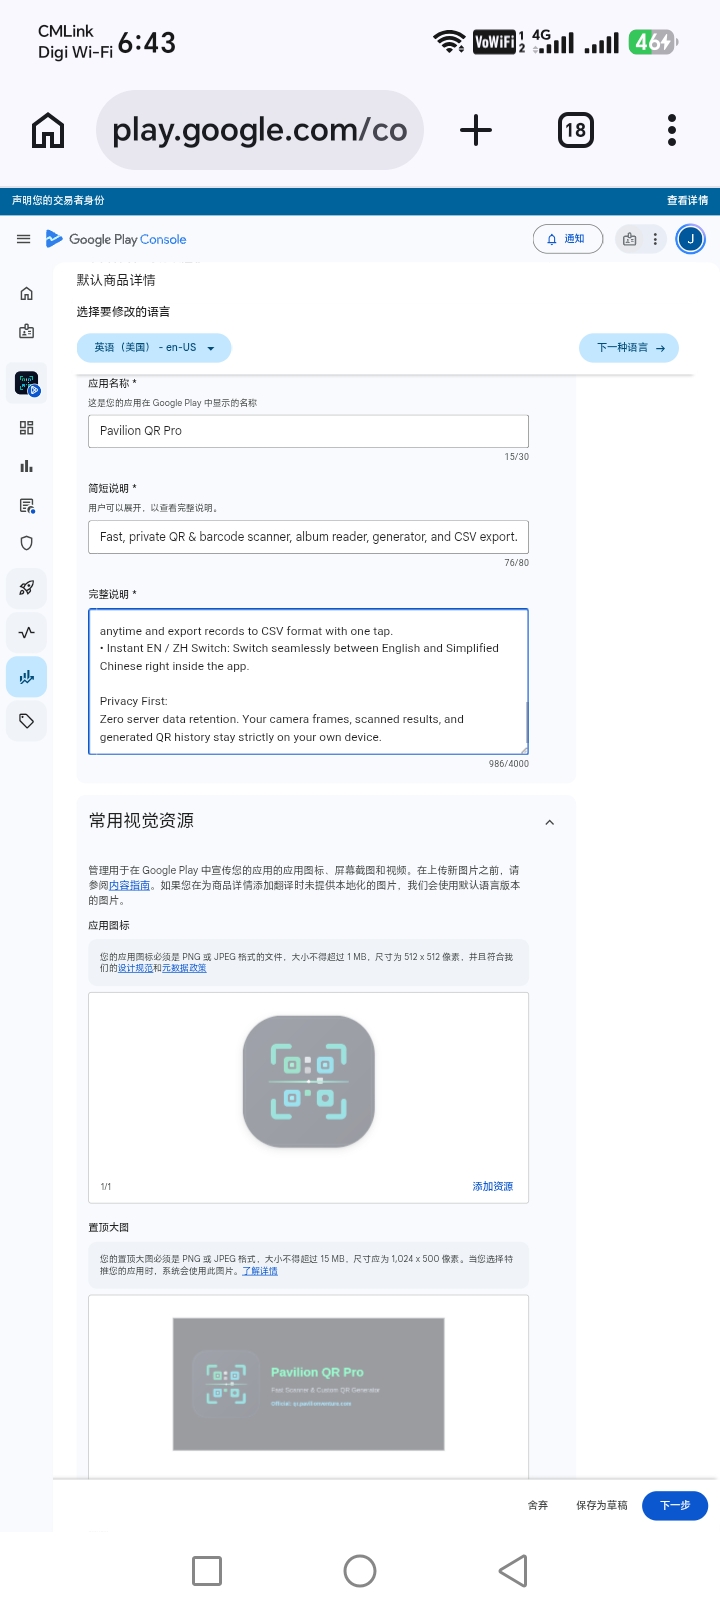 CMLink
Digi Wi-Fi
6:43
VoWiFi
1
2
4G
46
play.google.com/co
18
声明您的交易者身份
查看详情
Google Play Console
通知
J
默认商品详情
选择要修改的语言
英语（美国） - en-US
下一种语言
应用名称 *
这是您的应用在 Google Play 中显示的名称
Pavilion QR Pro
15/30
简短说明 *
用户可以展开，以查看完整说明。
Fast, private QR & barcode scanner, album reader, generator, and CSV export.
76/80
完整说明 *
anytime and export records to CSV format with one tap.
• Instant EN / ZH Switch: Switch seamlessly between English and Simplified
Chinese right inside the app.
Privacy First:
Zero server data retention. Your camera frames, scanned results, and
generated QR history stay strictly on your own device.
986/4000
常用视觉资源
管理用于在 Google Play 中宣传您的应用的应用图标、屏幕截图和视频。在上传新图片之前，请
参阅内容指南。如果您在为商品详情添加翻译时未提供本地化的图片，我们会使用默认语言版本
的图片。
应用图标
您的应用图标必须是 PNG 或 JPEG 格式的文件，大小不得超过 1 MB，尺寸为 512 x 512 像素，并且符合我
们的设计规范和元数据政策
1/1
添加资源
置顶大图
您的置顶大图必须是 PNG 或 JPEG 格式，大小不得超过 15 MB，尺寸应为 1,024 x 500 像素。当您选择特
推您的应用时，系统会使用此图片。了解详情
Pavilion QR Pro
Fast Scanner & Custom QR Generator
舍弃
保存为草稿
下一步